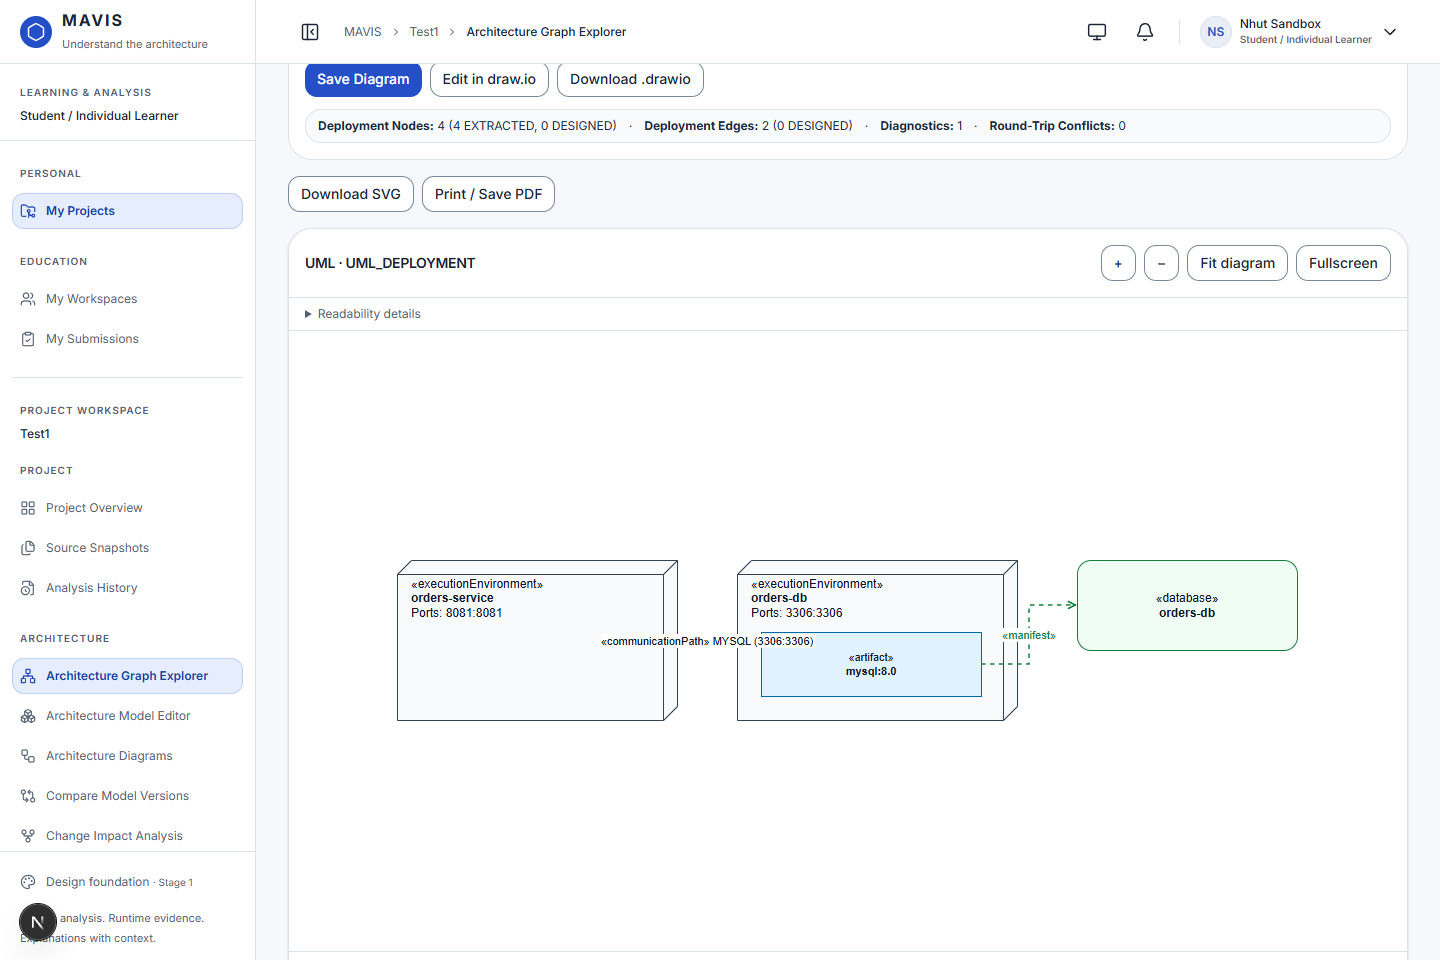 MAVIS
Understand the architecture
MAVIS > Test1 > Architecture Graph Explorer
NS
Nhut Sandbox
Student / Individual Learner
LEARNING & ANALYSIS
Student / Individual Learner
PERSONAL
My Projects
EDUCATION
My Workspaces
My Submissions
PROJECT WORKSPACE
Test1
PROJECT
Project Overview
Source Snapshots
Analysis History
ARCHITECTURE
Architecture Graph Explorer
Architecture Model Editor
Architecture Diagrams
Compare Model Versions
Change Impact Analysis
Design foundation · Stage 1
N
analysis. Runtime evidence.
Explanations with context.
Save Diagram
Edit in draw.io
Download .drawio
Deployment Nodes: 4 (4 EXTRACTED, 0 DESIGNED) · Deployment Edges: 2 (0 DESIGNED) · Diagnostics: 1 · Round-Trip Conflicts: 0
Download SVG
Print / Save PDF
UML · UML_DEPLOYMENT
+
−
Fit diagram
Fullscreen
Readability details
«executionEnvironment»
orders-service
Ports: 8081:8081
«communicationPath» MYSQL (3306:3306)
«executionEnvironment»
orders-db
Ports: 3306:3306
«artifact»
mysql:8.0
«manifest»
«database»
orders-db